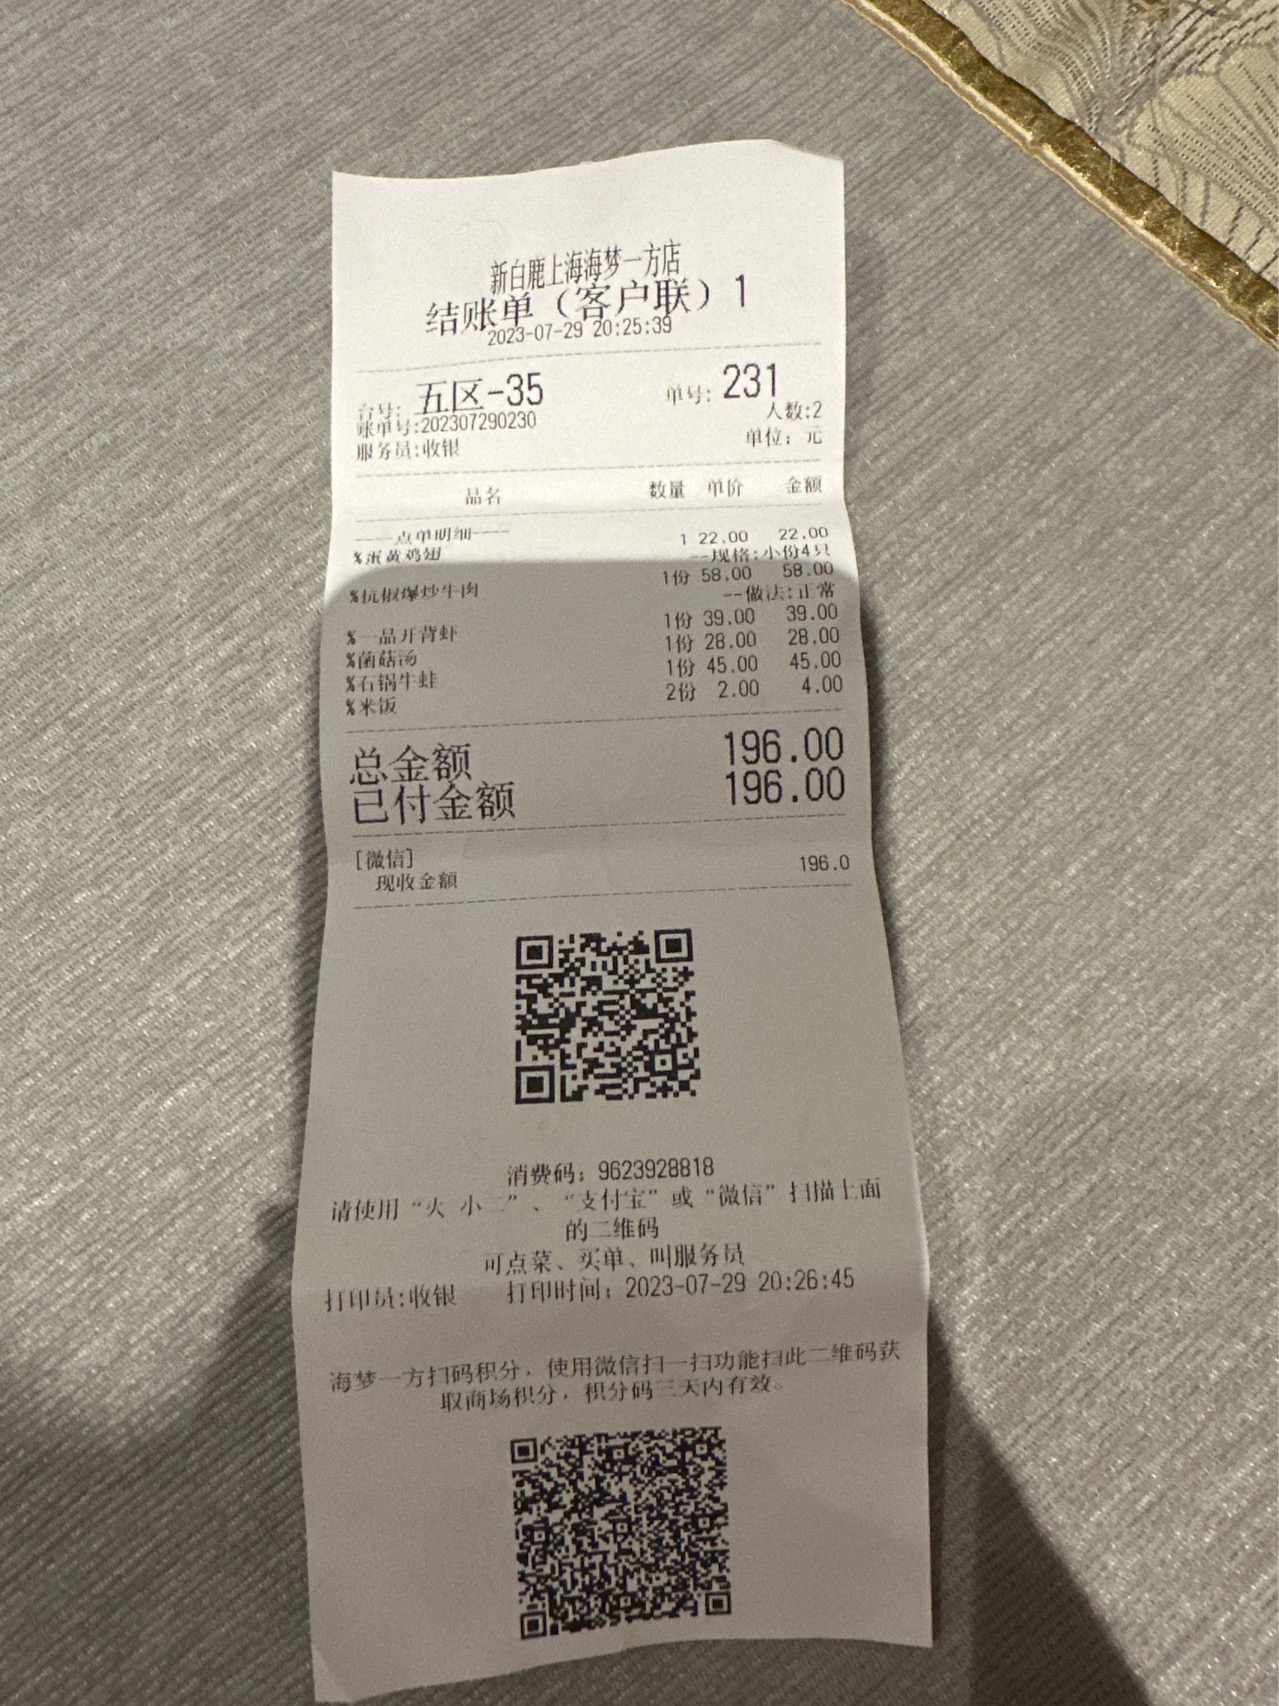 新白鹿上海海梦一方店
结账单（客户联）1
2023-07-29 20:25:39
台号: 五区-35 单号: 231
账单号:202307290230 人数:2
服务员:收银 单位：元
品名 数量 单价 金额
----点单明细----
%蛋黄鸡翅 1 22.00 22.00
--规格:小份4只
%杭椒爆炒牛肉 1份 58.00 58.00
--做法:正常
%一品开背虾 1份 39.00 39.00
%菌菇汤 1份 28.00 28.00
%石锅牛蛙 1份 45.00 45.00
%米饭 2份 2.00 4.00
总金额 196.00
已付金额 196.00
[微信]
现收金额 196.0
消费码：9623928818
请使用“火 小二”、“支付宝”或“微信”扫描上面
的二维码
可点菜、买单、叫服务员
打印员:收银 打印时间：2023-07-29 20:26:45
海梦一方扫码积分，使用微信扫一扫功能扫此二维码获
取商场积分，积分码三天内有效。